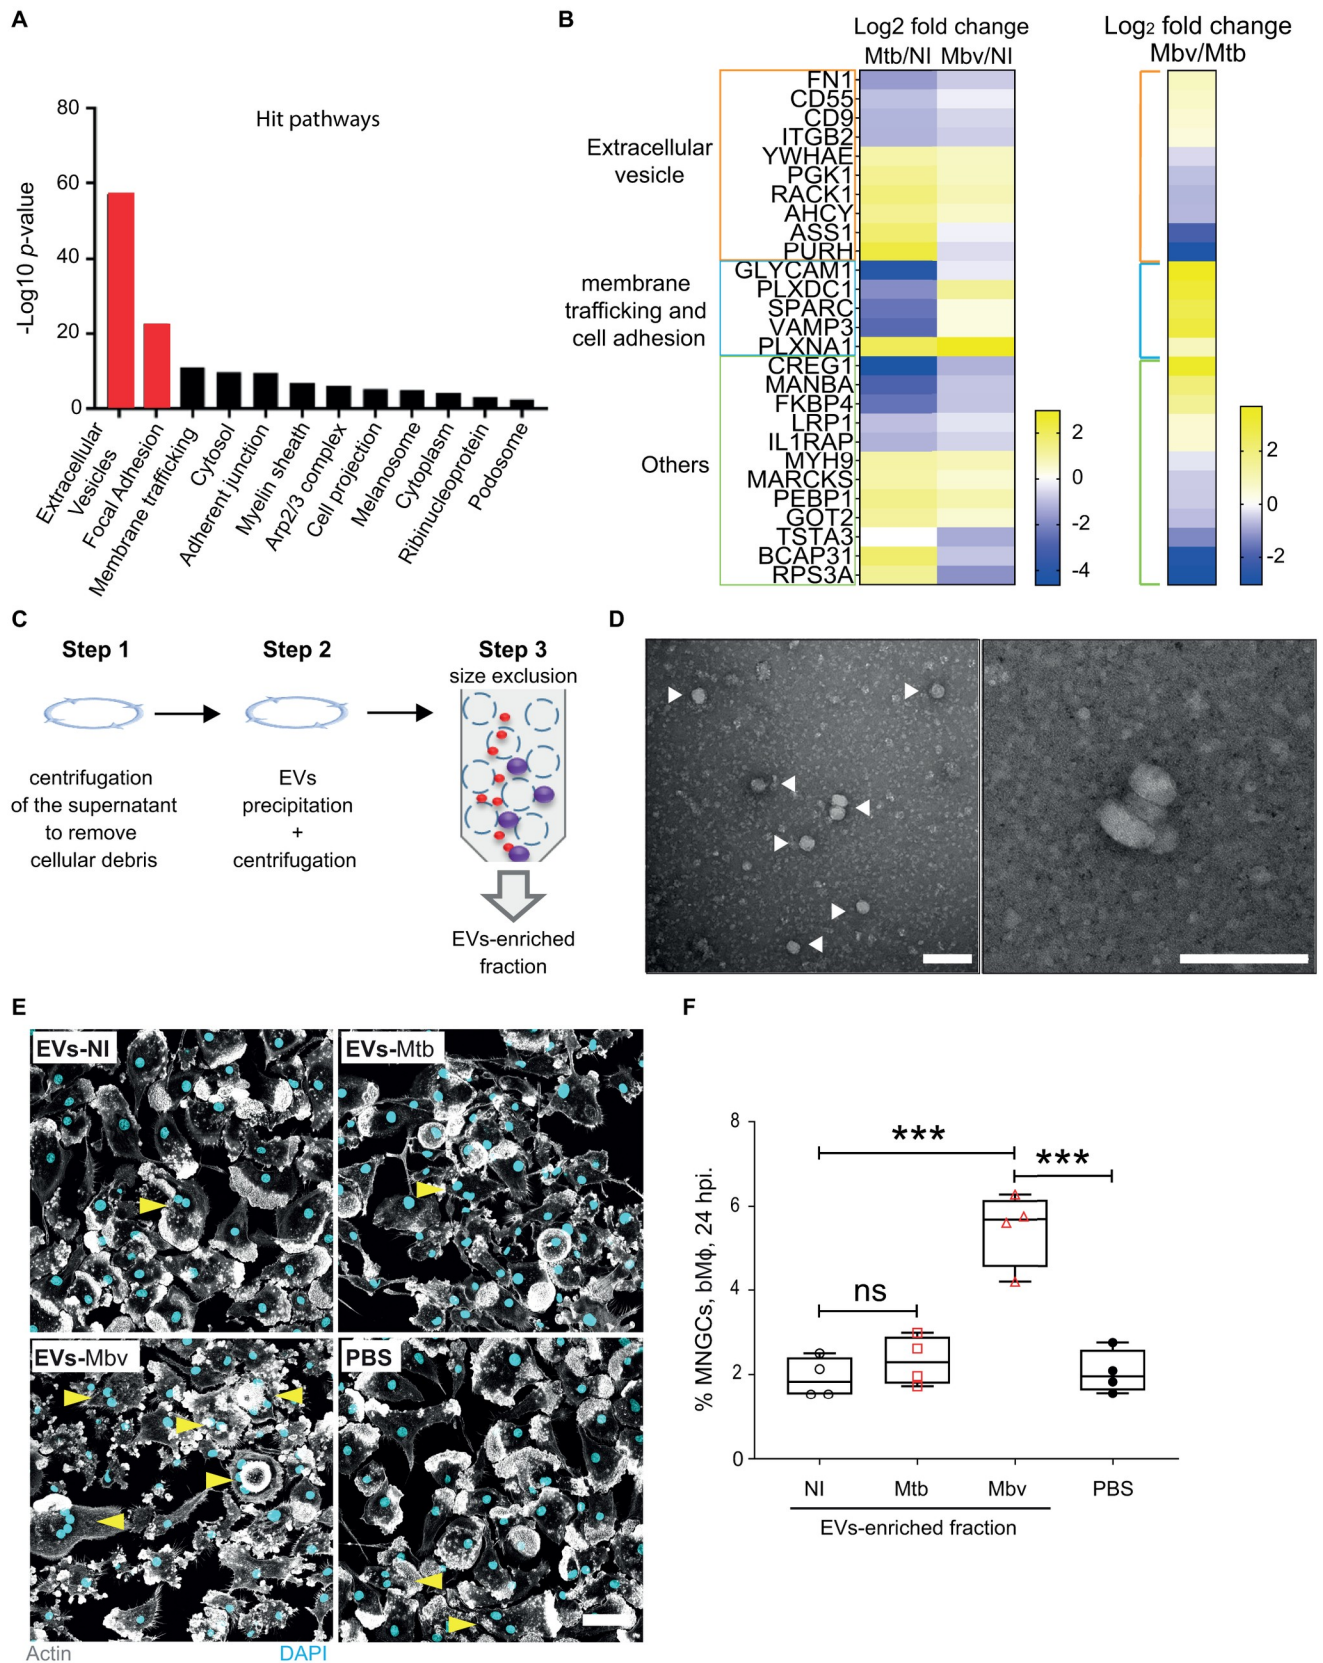 A
Hit pathways
-Log10 p-value
80
60
40
20
0
Extracellular
Vesicles
Focal Adhesion
Membrane trafficking
Cytosol
Adherent junction
Myelin sheath
Arp2/3 complex
Cell projection
Melanosome
Cytoplasm
Ribinucleoprotein
Podosome
B
Log2 fold change
Mtb/NI Mbv/NI
Log2 fold change
Mbv/Mtb
Extracellular
vesicle
FN1
CD55
CD9
ITGB2
YWHAE
PGK1
RACK1
AHCY
ASS1
PURH
membrane
trafficking and
cell adhesion
GLYCAM1
PLXDC1
SPARC
VAMP3
PLXNA1
Others
CREG1
MANBA
FKBP4
LRP1
IL1RAP
MYH9
MARCKS
PEBP1
GOT2
TSTA3
BCAP31
RPS3A
2
0
-2
-4
2
0
-2
C
Step 1
centrifugation
of the supernatant
to remove
cellular debris
Step 2
EVs
precipitation
+
centrifugation
Step 3
size exclusion
EVs-enriched
fraction
D
E
EVs-NI
EVs-Mtb
EVs-Mbv
PBS
Actin
DAPI
F
% MNGCs, bMϕ, 24 hpi.
8
6
4
2
0
***
***
ns
NI
Mtb
Mbv
PBS
EVs-enriched fraction